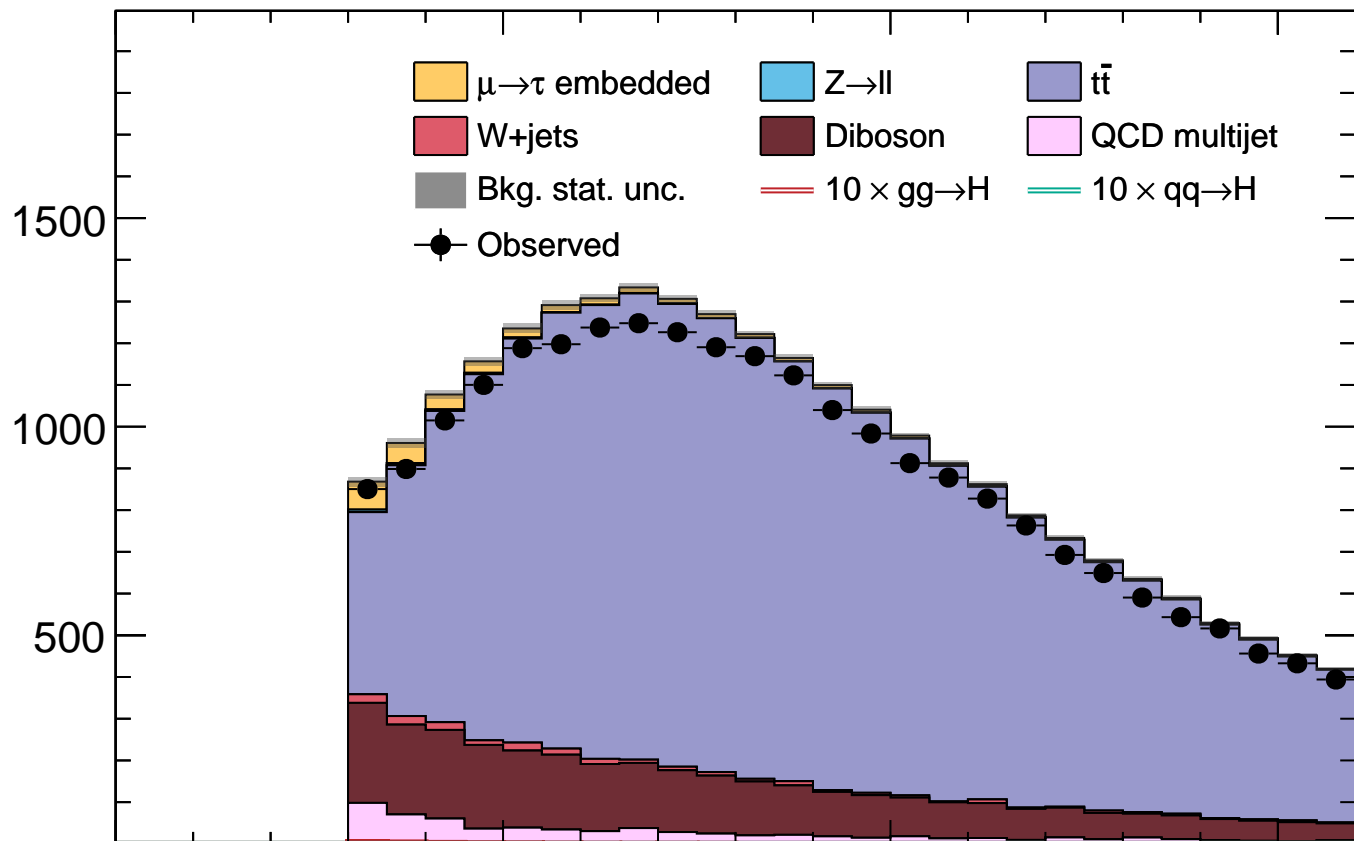 μ→τ embedded Z→ll tt̄
W+jets Diboson QCD multijet
Bkg. stat. unc. 10 × gg→H 10 × qq→H
1500
Observed
1000
500